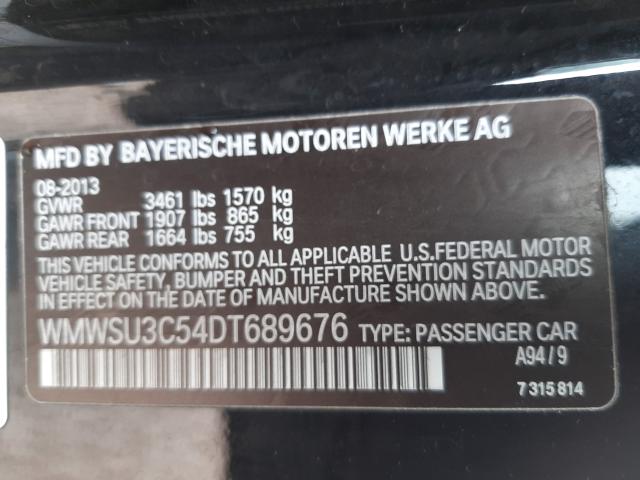 MFD BY BAYERISCHE MOTOREN WERKE AG
08-2013
GVWR 3461 lbs 1570 kg
GAWR FRONT 1907 lbs 865 kg
GAWR REAR 1664 lbs 755 kg
THIS VEHICLE CONFORMS TO ALL APPLICABLE U.S.FEDERAL MOTOR
VEHICLE SAFETY, BUMPER AND THEFT PREVENTION STANDARDS
IN EFFECT ON THE DATE OF MANUFACTURE SHOWN ABOVE.
WMWSU3C54DT689676 TYPE: PASSENGER CAR
A94/9
7 315 814